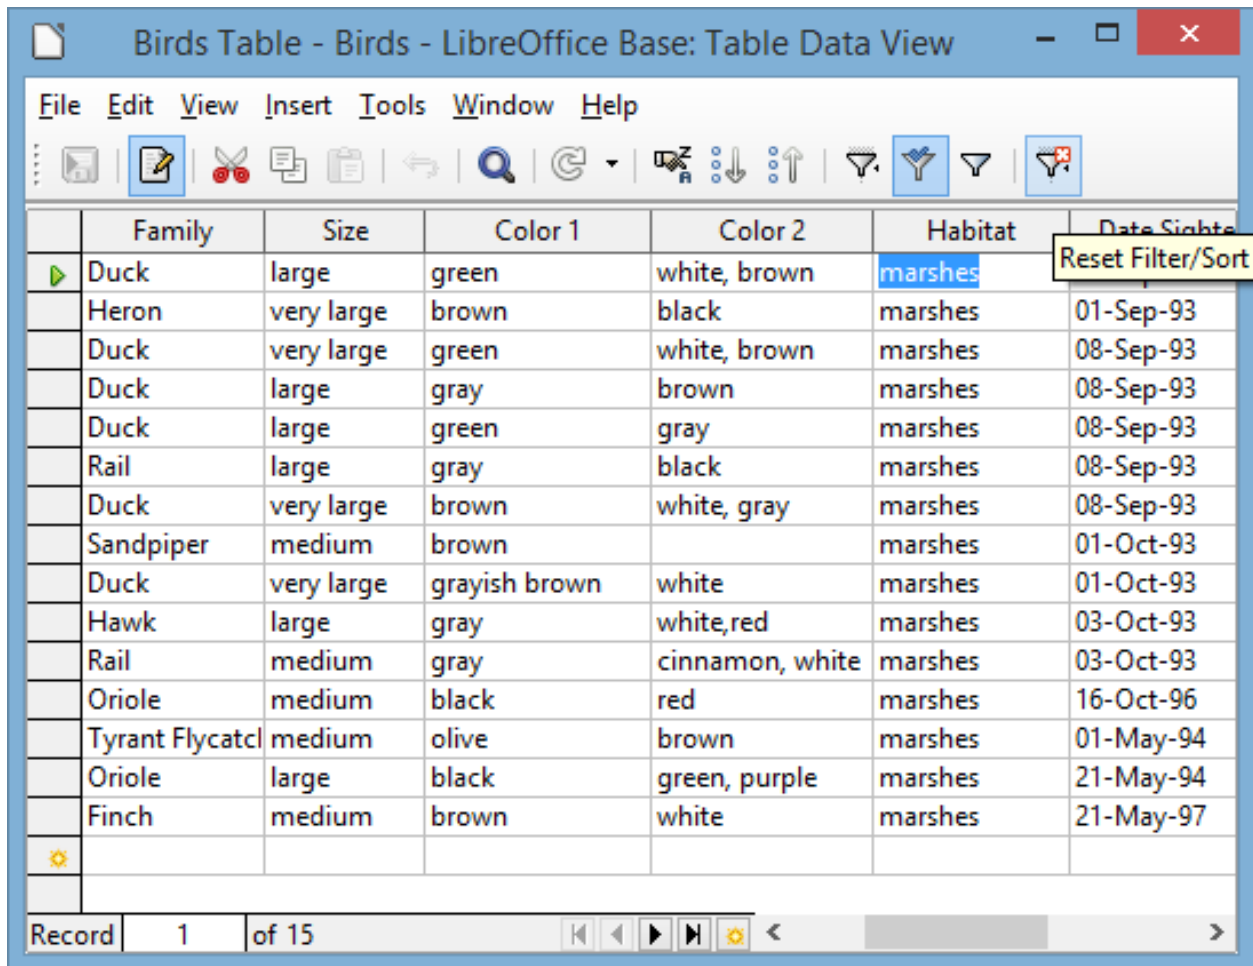 Birds Table - Birds - LibreOffice Base: Table Data View
File Edit View Insert Tools Window Help
Family Size Color 1 Color 2 Habitat Date Sighte
Reset Filter/Sort
Duck large green white, brown marshes
Heron very large brown black marshes 01-Sep-93
Duck very large green white, brown marshes 08-Sep-93
Duck large gray brown marshes 08-Sep-93
Duck large green gray marshes 08-Sep-93
Rail large gray black marshes 08-Sep-93
Duck very large brown white, gray marshes 08-Sep-93
Sandpiper medium brown marshes 01-Oct-93
Duck very large grayish brown white marshes 01-Oct-93
Hawk large gray white,red marshes 03-Oct-93
Rail medium gray cinnamon, white marshes 03-Oct-93
Oriole medium black red marshes 16-Oct-96
Tyrant Flycatcl medium olive brown marshes 01-May-94
Oriole large black green, purple marshes 21-May-94
Finch medium brown white marshes 21-May-97
Record 1 of 15